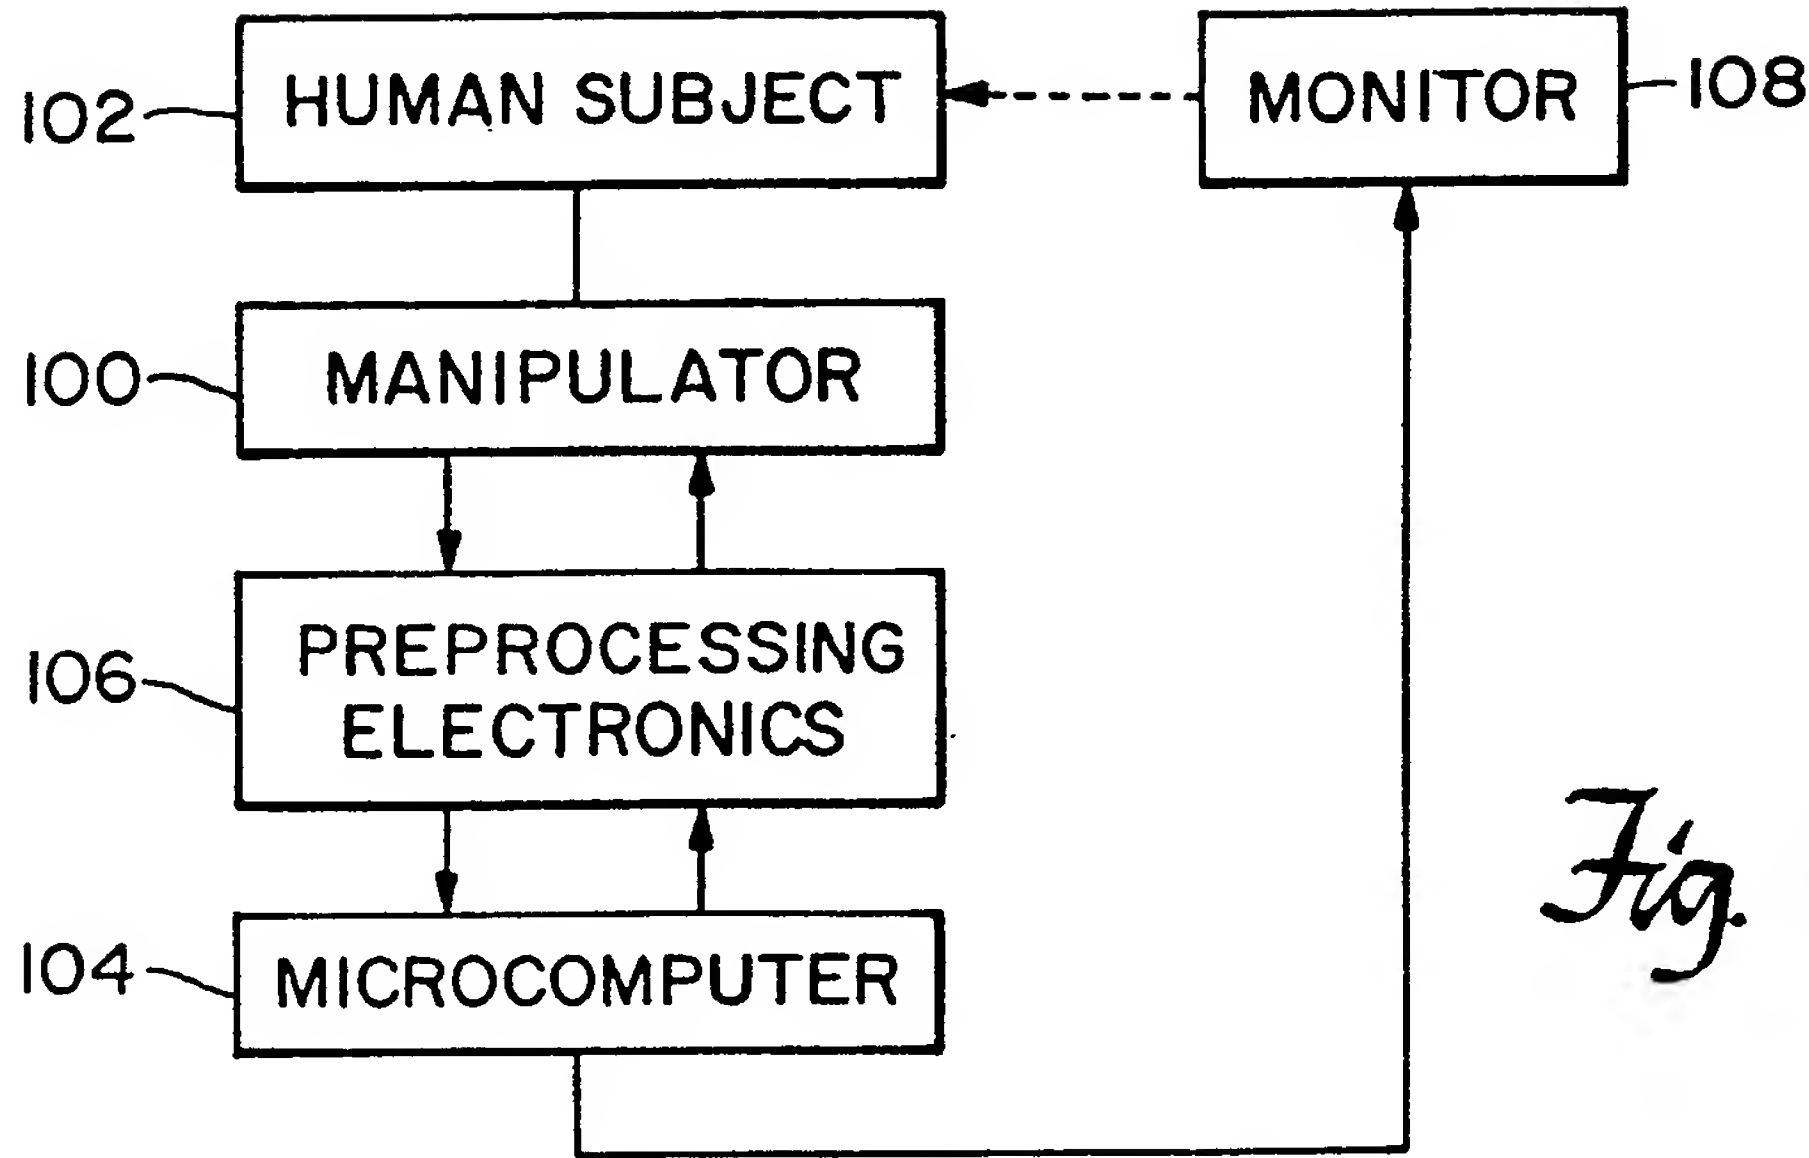 HUMAN SUBJECT
102
MONITOR
108
MANIPULATOR
100
PREPROCESSING
ELECTRONICS
106
MICROCOMPUTER
104
Fig.